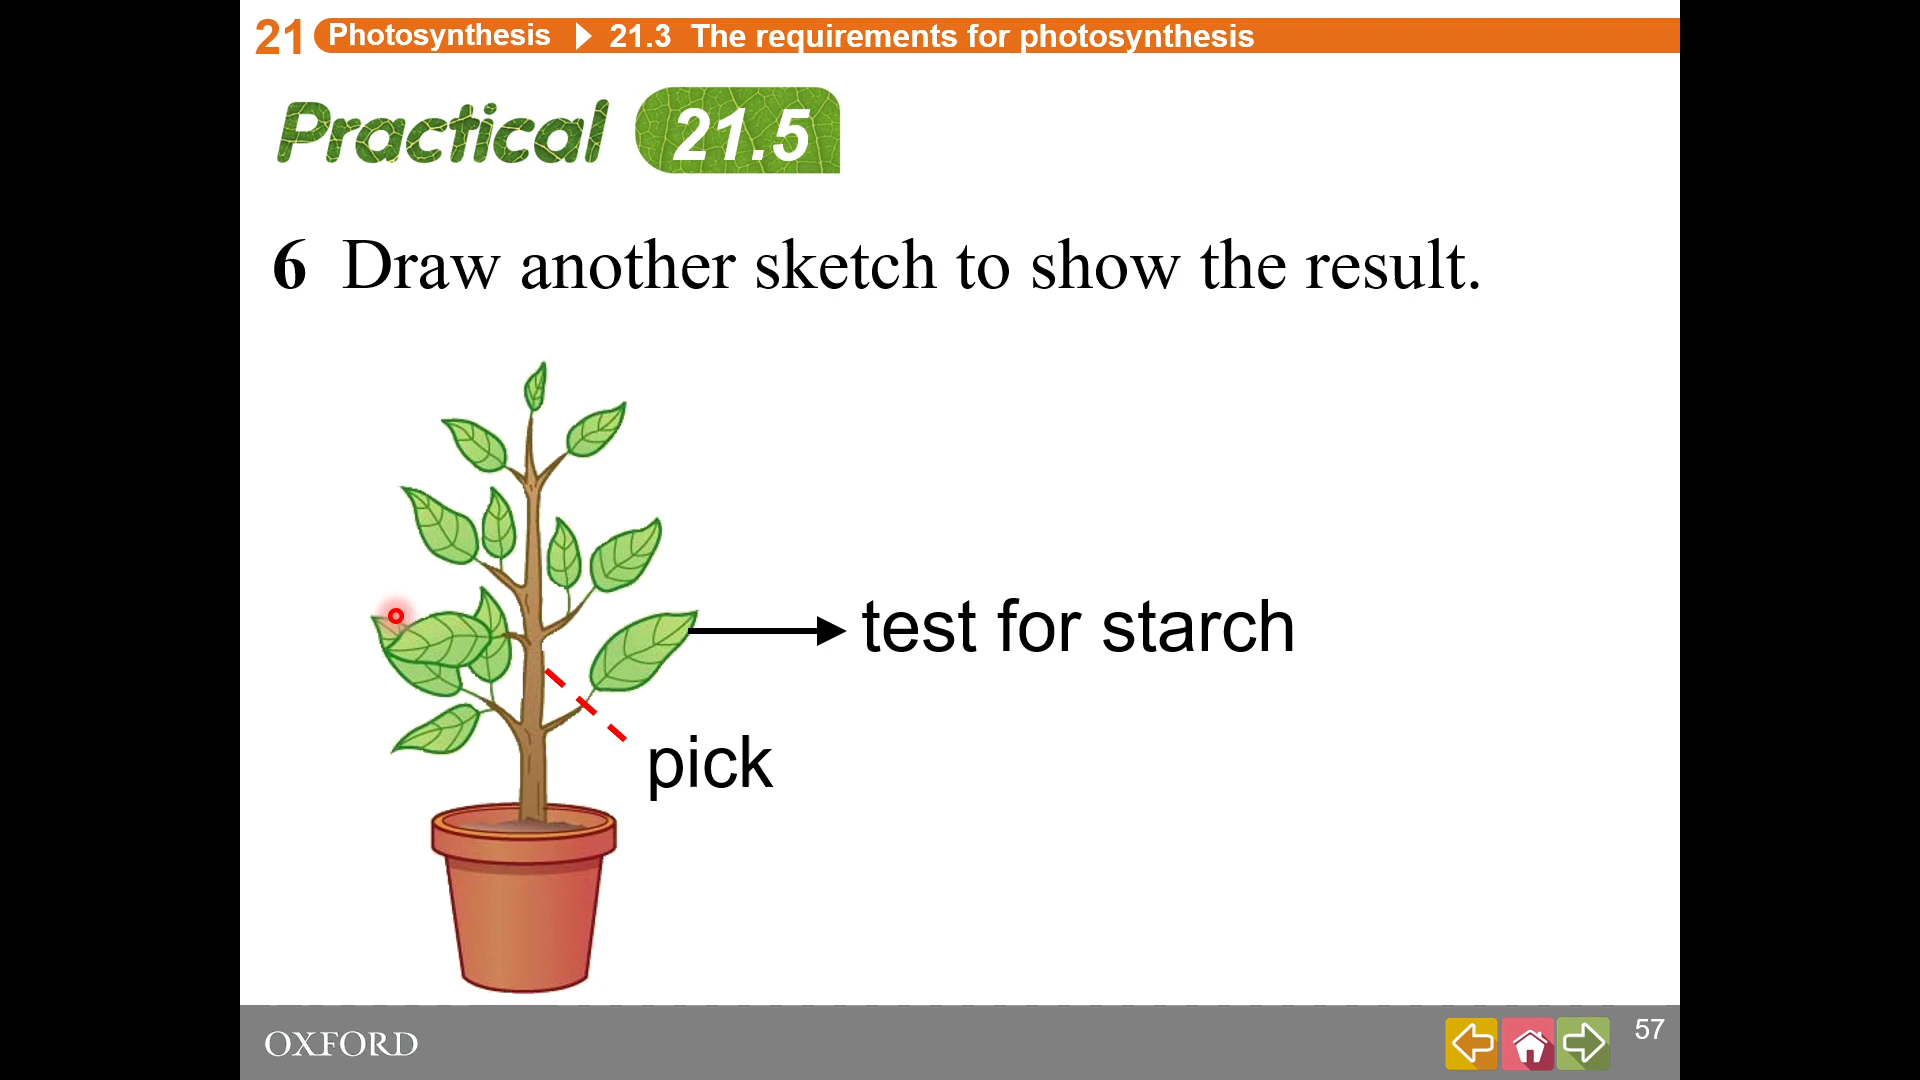 21 Photosynthesis 21.3 The requirements for photosynthesis
Practical 21.5
6 Draw another sketch to show the result.
test for starch
pick
OXFORD
57